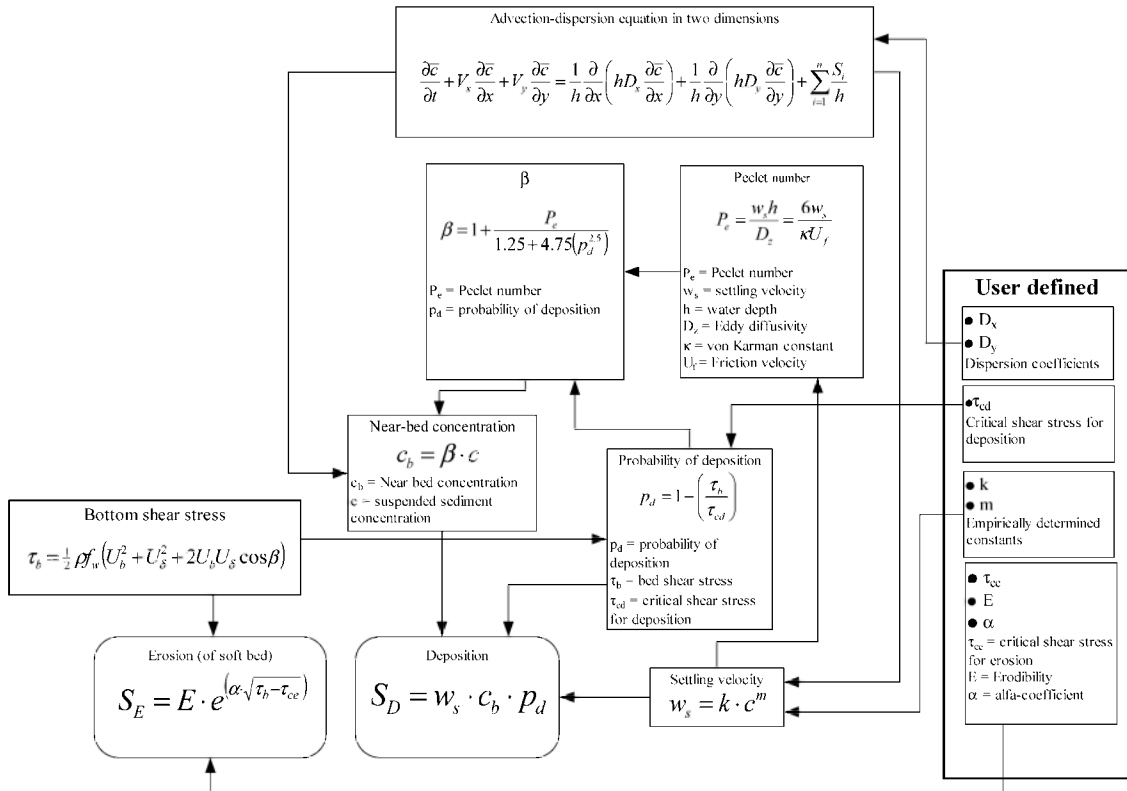 Advection-dispersion equation in two dimensions
∂c̅/∂t + Vₓ ∂c̅/∂x + V_y ∂c̅/∂y = 1/h ∂/∂x (hDₓ ∂c̅/∂x) + 1/h ∂/∂y (hD_y ∂c̅/∂y) + ∑_{i=1}^{n} S_i/h
β
β = 1 + P_e / (1.25 + 4.75(p_d^{2.5}))
P_e = Peclet number
p_d = probability of deposition
Peclet number
P_e = w_s h / D_z = 6w_s / κU_f
P_e = Peclet number
w_s = settling velocity
h = water depth
D_z = Eddy diffusivity
κ = von Karman constant
U_f = Friction velocity
User defined
● D_x
● D_y
Dispersion coefficients
● τ_cd
Critical shear stress for
deposition
● k
● m
Empirically determined
constants
● τ_ce
● E
● α
τ_ce = critical shear stress
for erosion
E = Erodibility
α = alfa-coefficient
Near-bed concentration
c_b = β · c
c_b = Near bed concentration
c = suspended sediment
concentration
Probability of deposition
p_d = 1 − (τ_b / τ_cd)
p_d = probability of
deposition
τ_b = bed shear stress
τ_cd = critical shear stress
for deposition
Bottom shear stress
τ_b = ½ ρf_w(U_b² + U_δ² + 2U_bU_δ cosβ)
Erosion (of soft bed)
S_E = E · e^{(α·√(τ_b−τ_ce))}
Deposition
S_D = w_s · c_b · p_d
Settling velocity
w_s = k · c^m